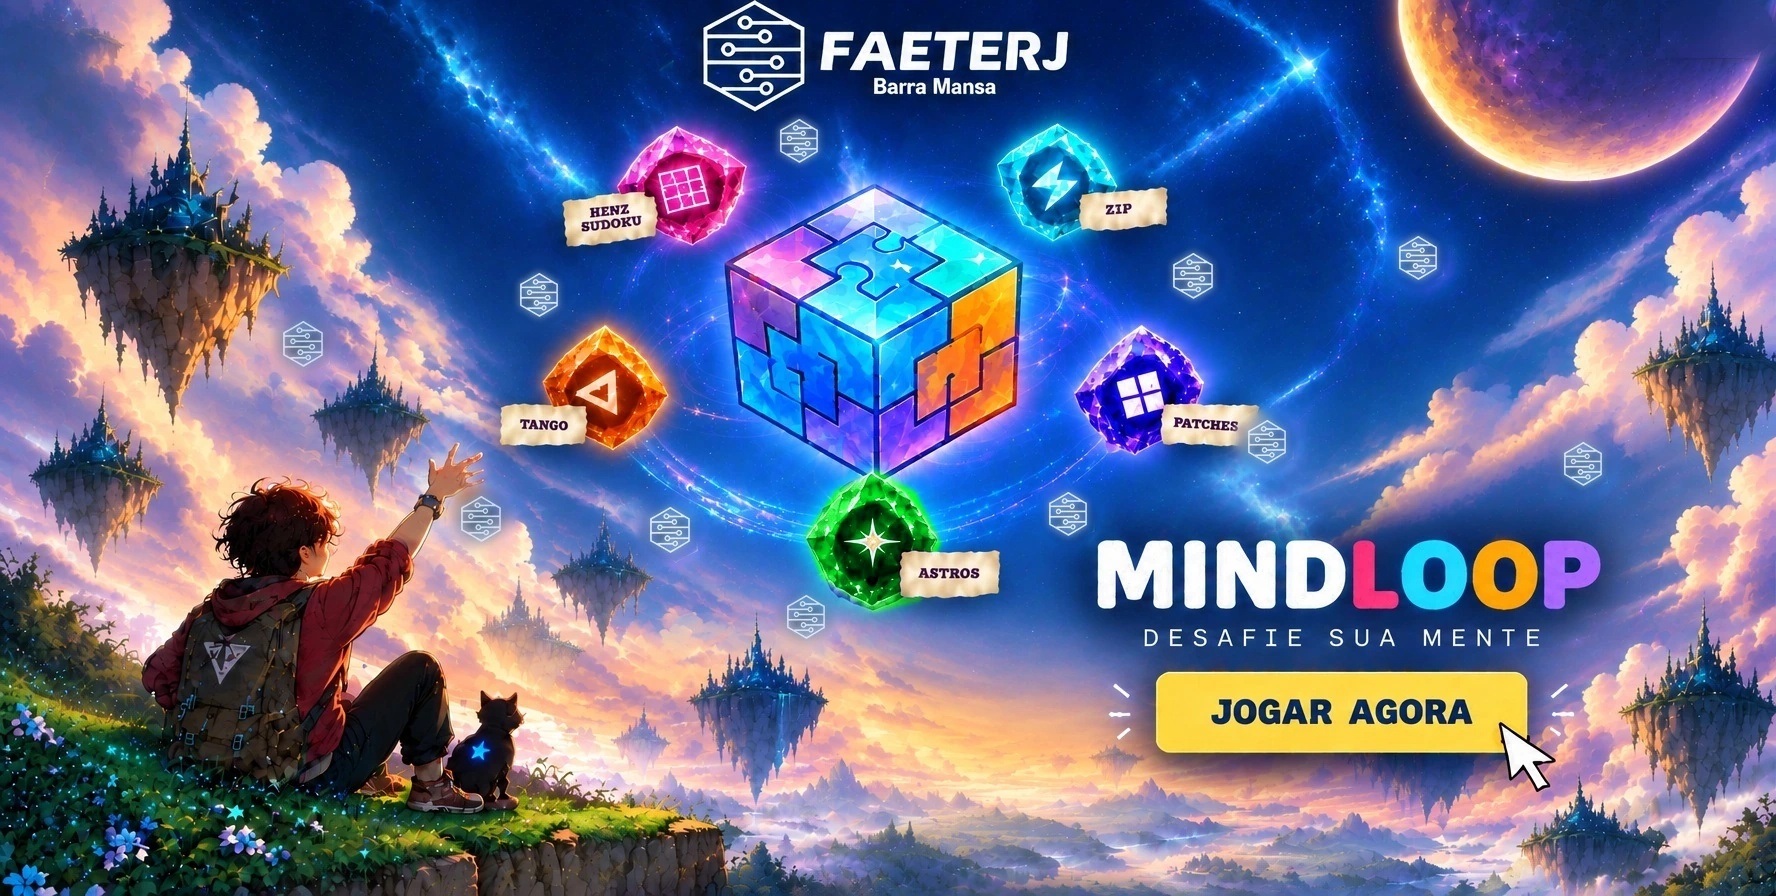 FAETERJ
Barra Mansa
HENZ
SUDOKU
ZIP
TANGO
PATCHES
ASTROS
MINDLOOP
DESAFIE SUA MENTE
JOGAR AGORA